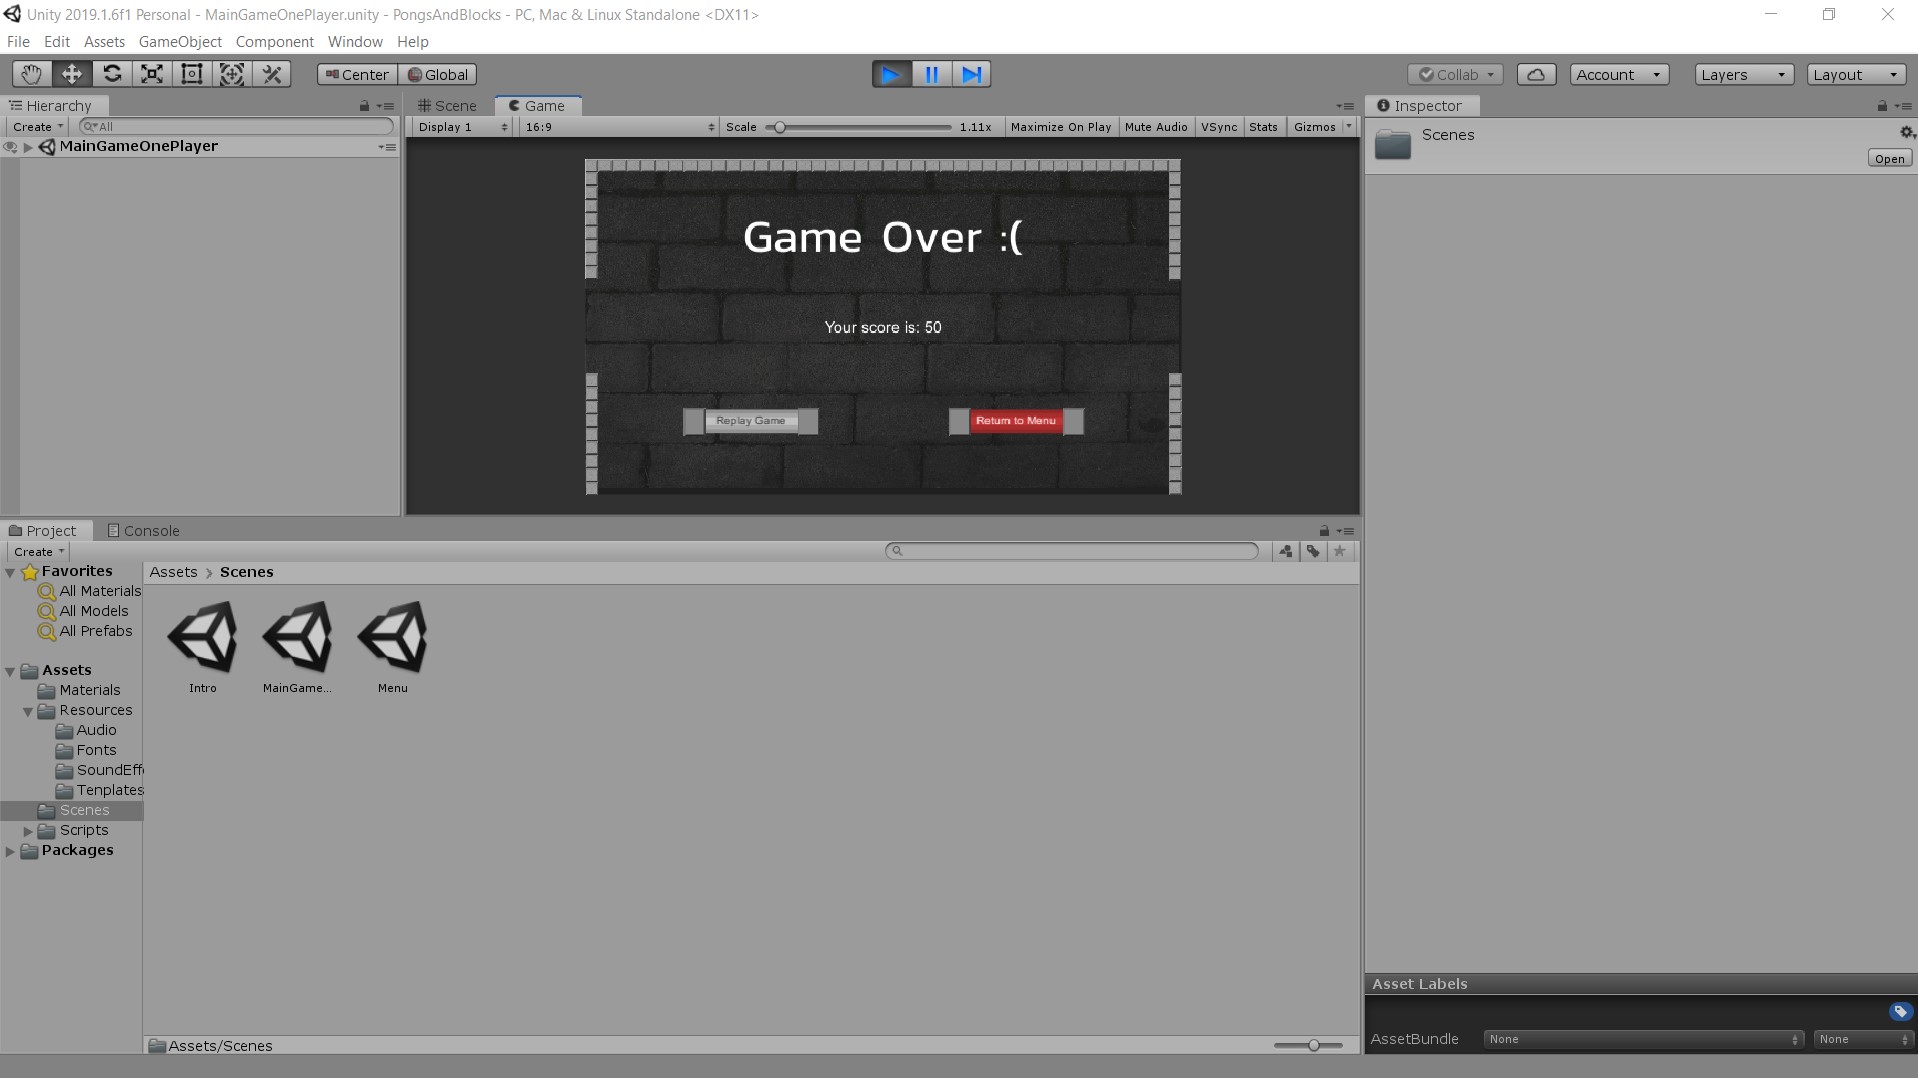 Unity 2019.1.6f1 Personal - MainGameOnePlayer.unity - PongsAndBlocks - PC, Mac & Linux Standalone <DX11>
File Edit Assets GameObject Component Window Help
Center Global Collab Account Layers Layout
Hierarchy
Create All
MainGameOnePlayer
Scene Game
Display 1 16:9 Scale 1.11x Maximize On Play Mute Audio VSync Stats Gizmos
Game Over :(
Your score is: 50
Replay Game Return to Menu
Inspector
Scenes
Open
Project Console
Create
Favorites
All Materials
All Models
All Prefabs
Assets
Materials
Resources
Audio
Fonts
SoundEff
Tenplates
Scenes
Scripts
Packages
Assets > Scenes
Intro MainGame... Menu
Assets/Scenes
Asset Labels
AssetBundle None None